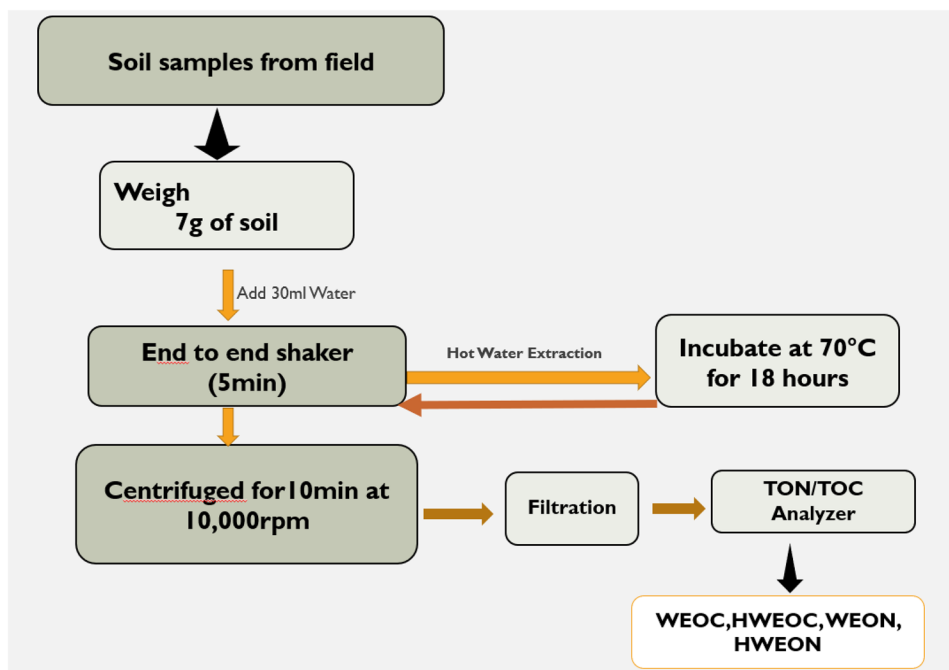 Soil samples from field
Weigh
7g of soil
Add 30ml Water
End to end shaker
(5min)
Hot Water Extraction
Incubate at 70°C
for 18 hours
Centrifuged for10min at
10,000rpm
Filtration
TON/TOC
Analyzer
WEOC,HWEOC,WEON,
HWEON